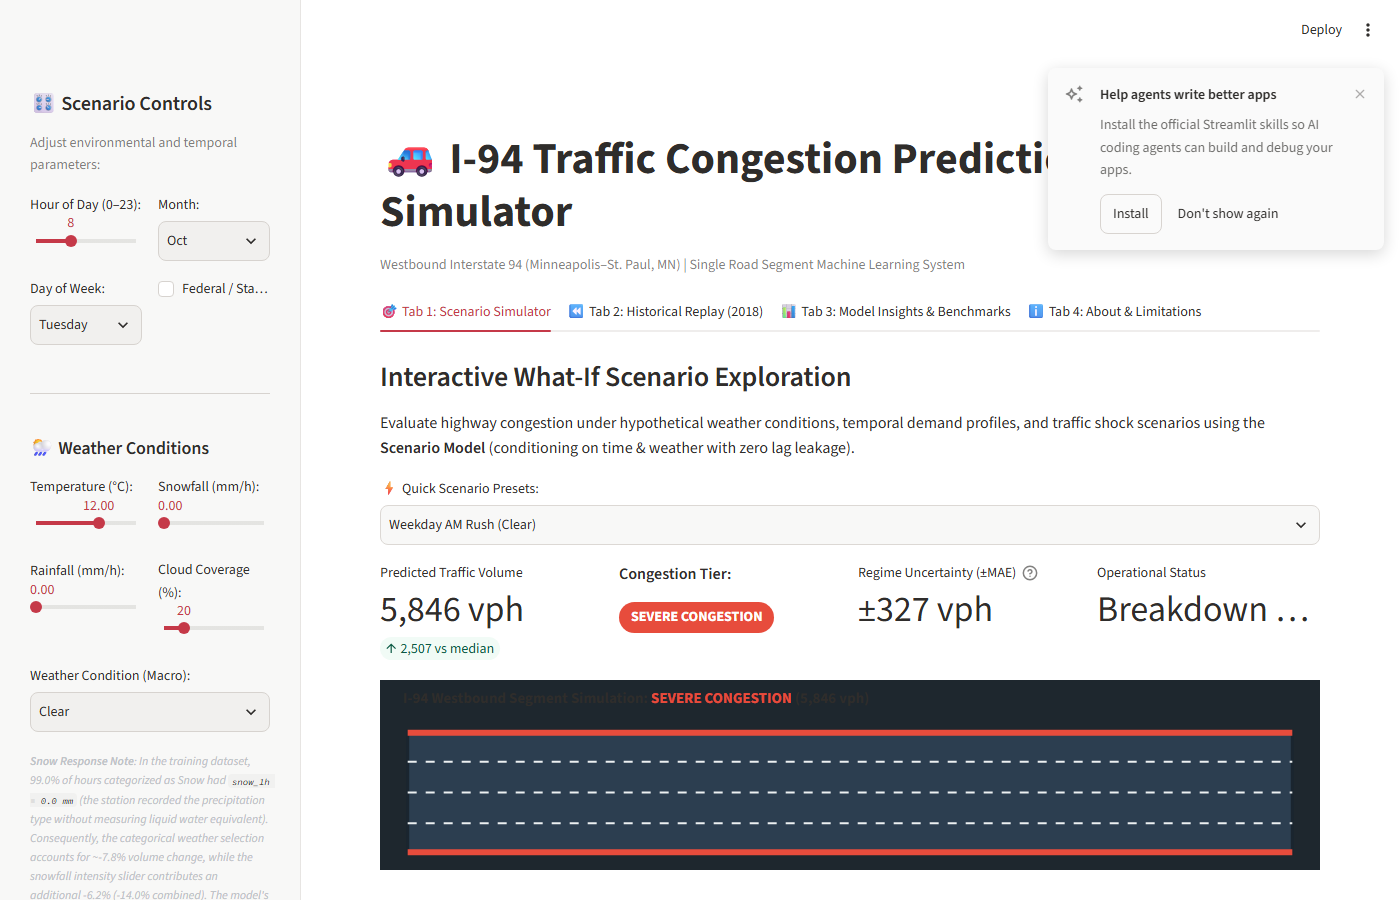 Deploy
Help agents write better apps
Install the official Streamlit skills so AI
coding agents can build and debug your
apps.
Install
Don't show again
Scenario Controls
Adjust environmental and temporal
parameters:
Hour of Day (0–23):
8
Month:
Oct
Day of Week:
Tuesday
Federal / Sta…
Weather Conditions
Temperature (°C):
12.00
Snowfall (mm/h):
0.00
Rainfall (mm/h):
0.00
Cloud Coverage
(%):
20
Weather Condition (Macro):
Clear
Snow Response Note: In the training dataset,
99.0% of hours categorized as Snow had snow_1h
= 0.0 mm (the station recorded the precipitation
type without measuring liquid water equivalent).
Consequently, the categorical weather selection
accounts for ~-7.8% volume change, while the
snowfall intensity slider contributes an
additional -6.2% (-14.0% combined). The model's
I-94 Traffic Congestion Predicti
Simulator
Westbound Interstate 94 (Minneapolis–St. Paul, MN) | Single Road Segment Machine Learning System
Tab 1: Scenario Simulator
Tab 2: Historical Replay (2018)
Tab 3: Model Insights & Benchmarks
Tab 4: About & Limitations
Interactive What-If Scenario Exploration
Evaluate highway congestion under hypothetical weather conditions, temporal demand profiles, and traffic shock scenarios using the
Scenario Model (conditioning on time & weather with zero lag leakage).
Quick Scenario Presets:
Weekday AM Rush (Clear)
Predicted Traffic Volume
5,846 vph
↑ 2,507 vs median
Congestion Tier:
SEVERE CONGESTION
Regime Uncertainty (±MAE)
±327 vph
Operational Status
Breakdown …
I-94 Westbound Segment Simulation: SEVERE CONGESTION (5,846 vph)